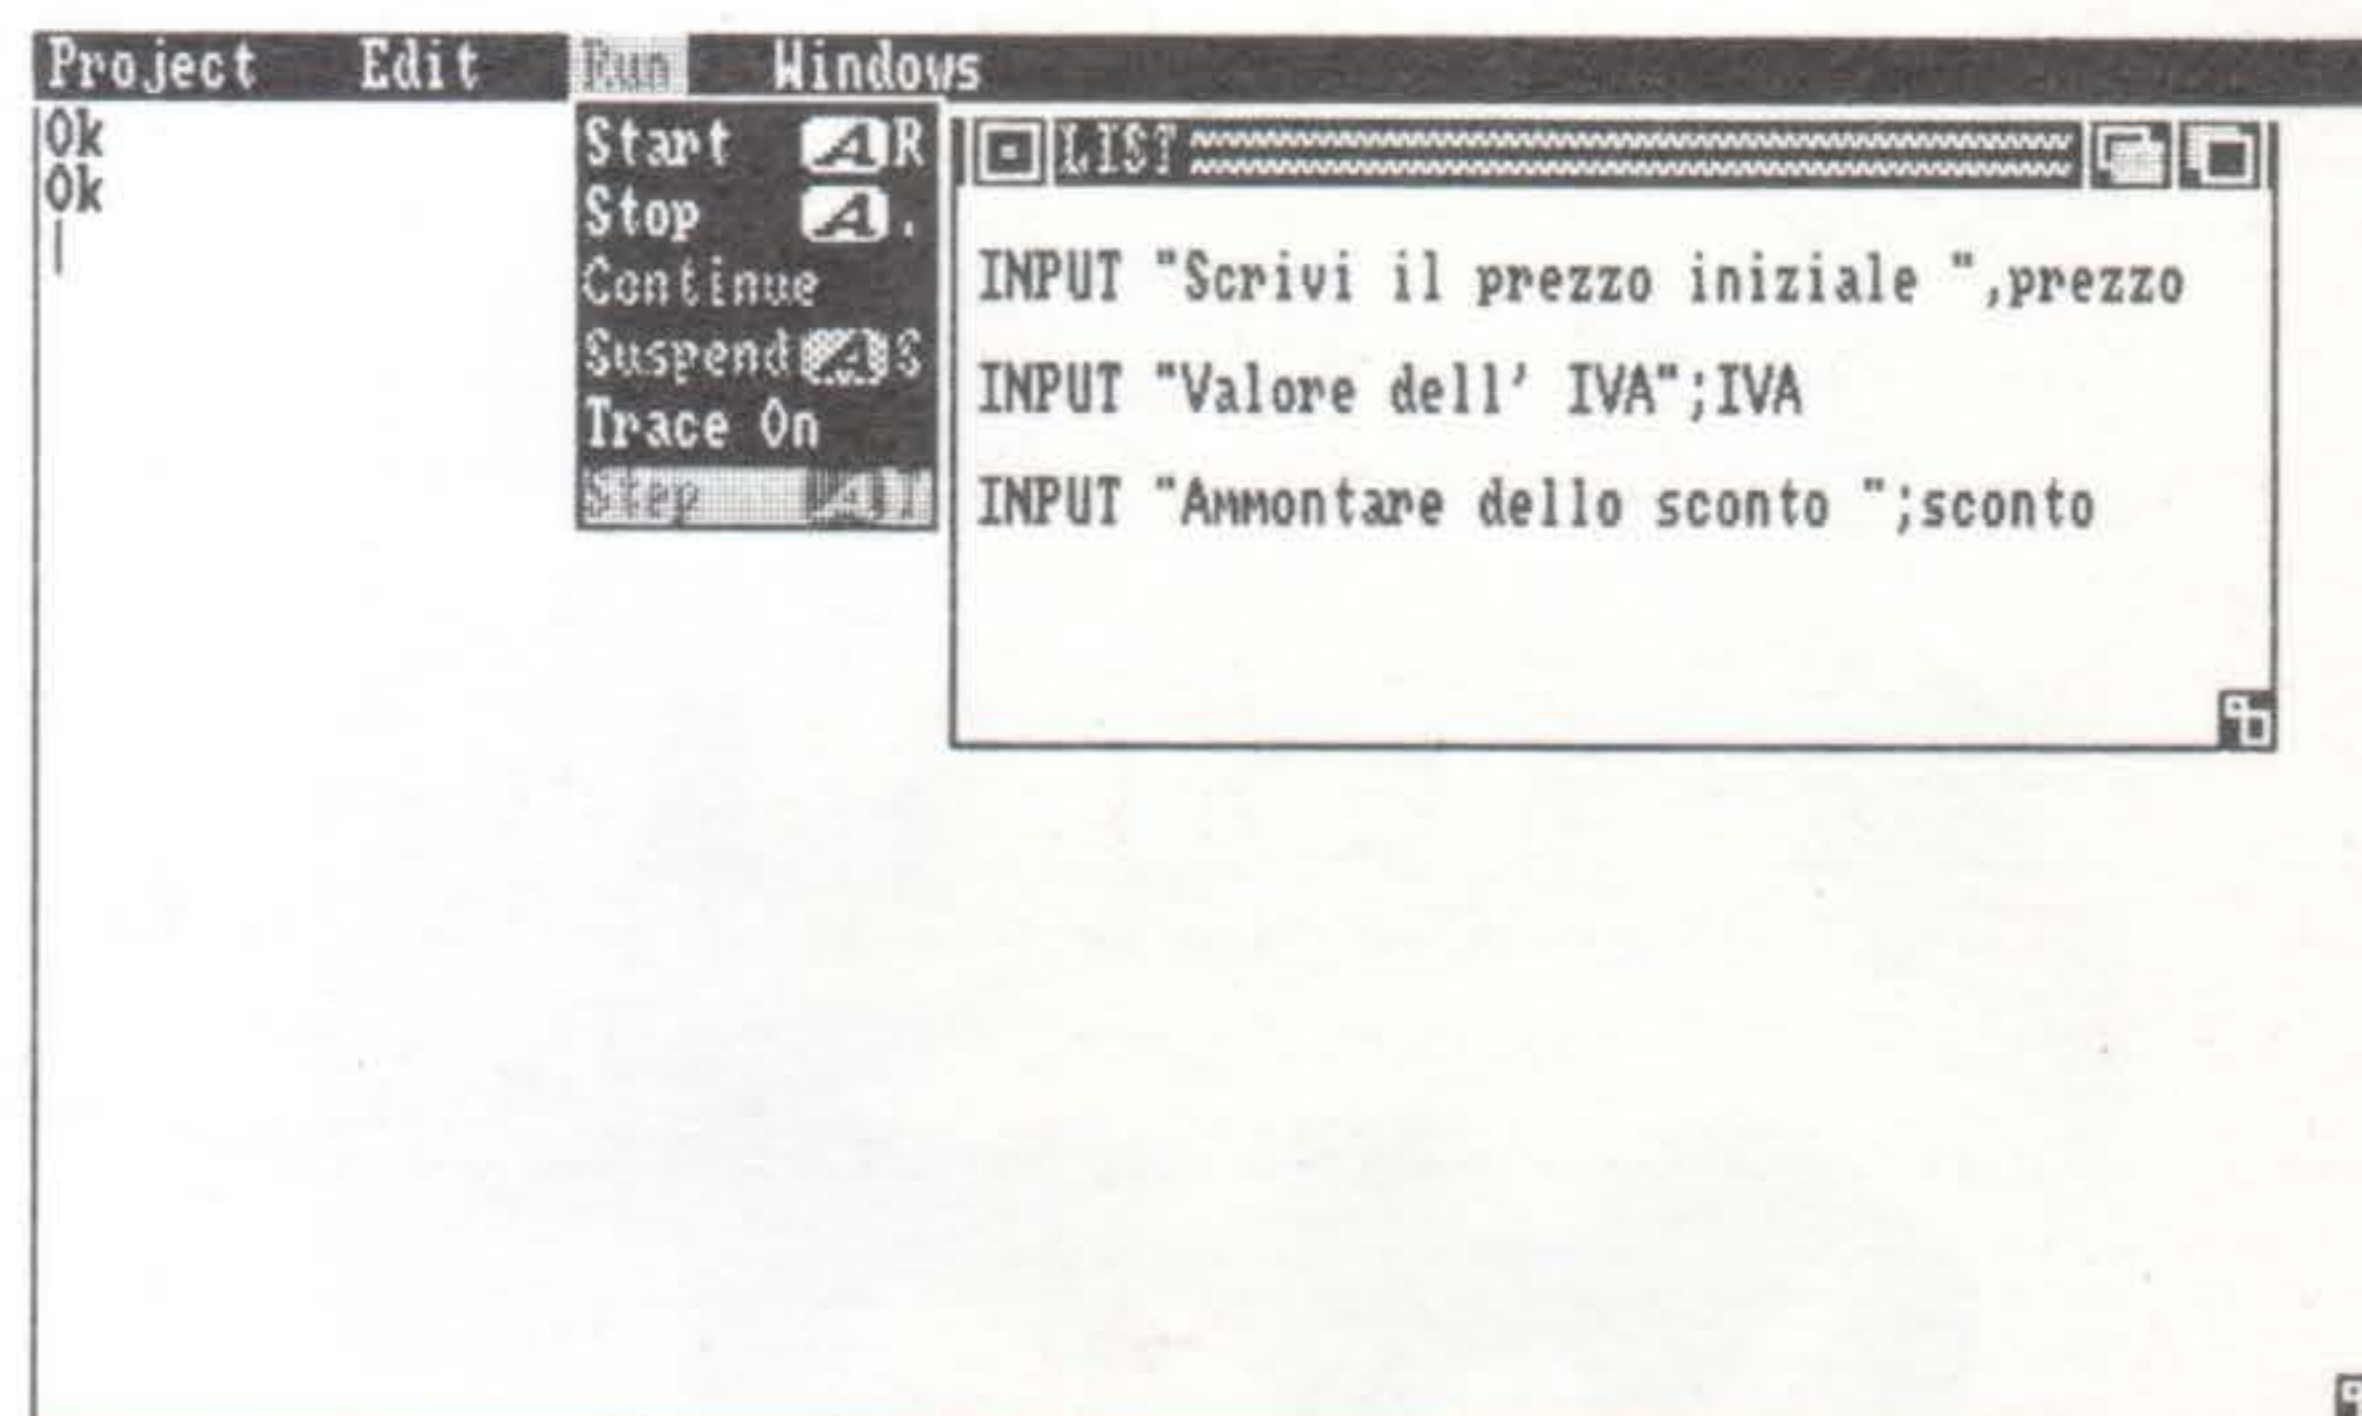 Project Edit Run Windows
Ok
Ok
Start A R
Stop A .
Continue
Suspend A S
Trace On
Step A T
LIST
INPUT "Scrivi il prezzo iniziale ",prezzo
INPUT "Valore dell' IVA";IVA
INPUT "Ammontare dello sconto ";sconto